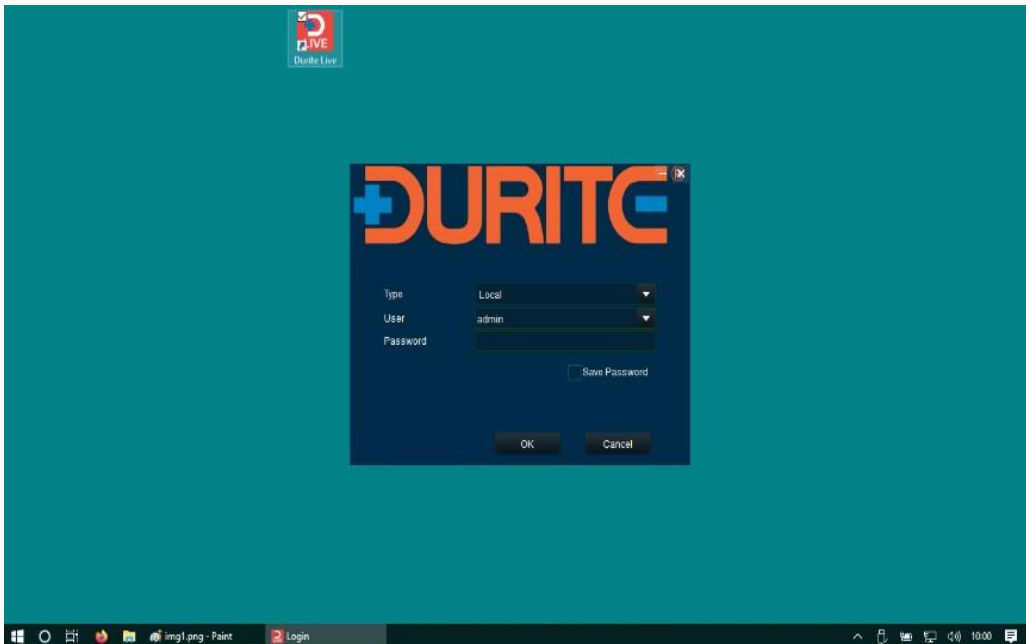 LIVE
Durite Live
DURITE
Type Local
User admin
Password
Save Password
OK Cancel
img1.png - Paint Login 10:00